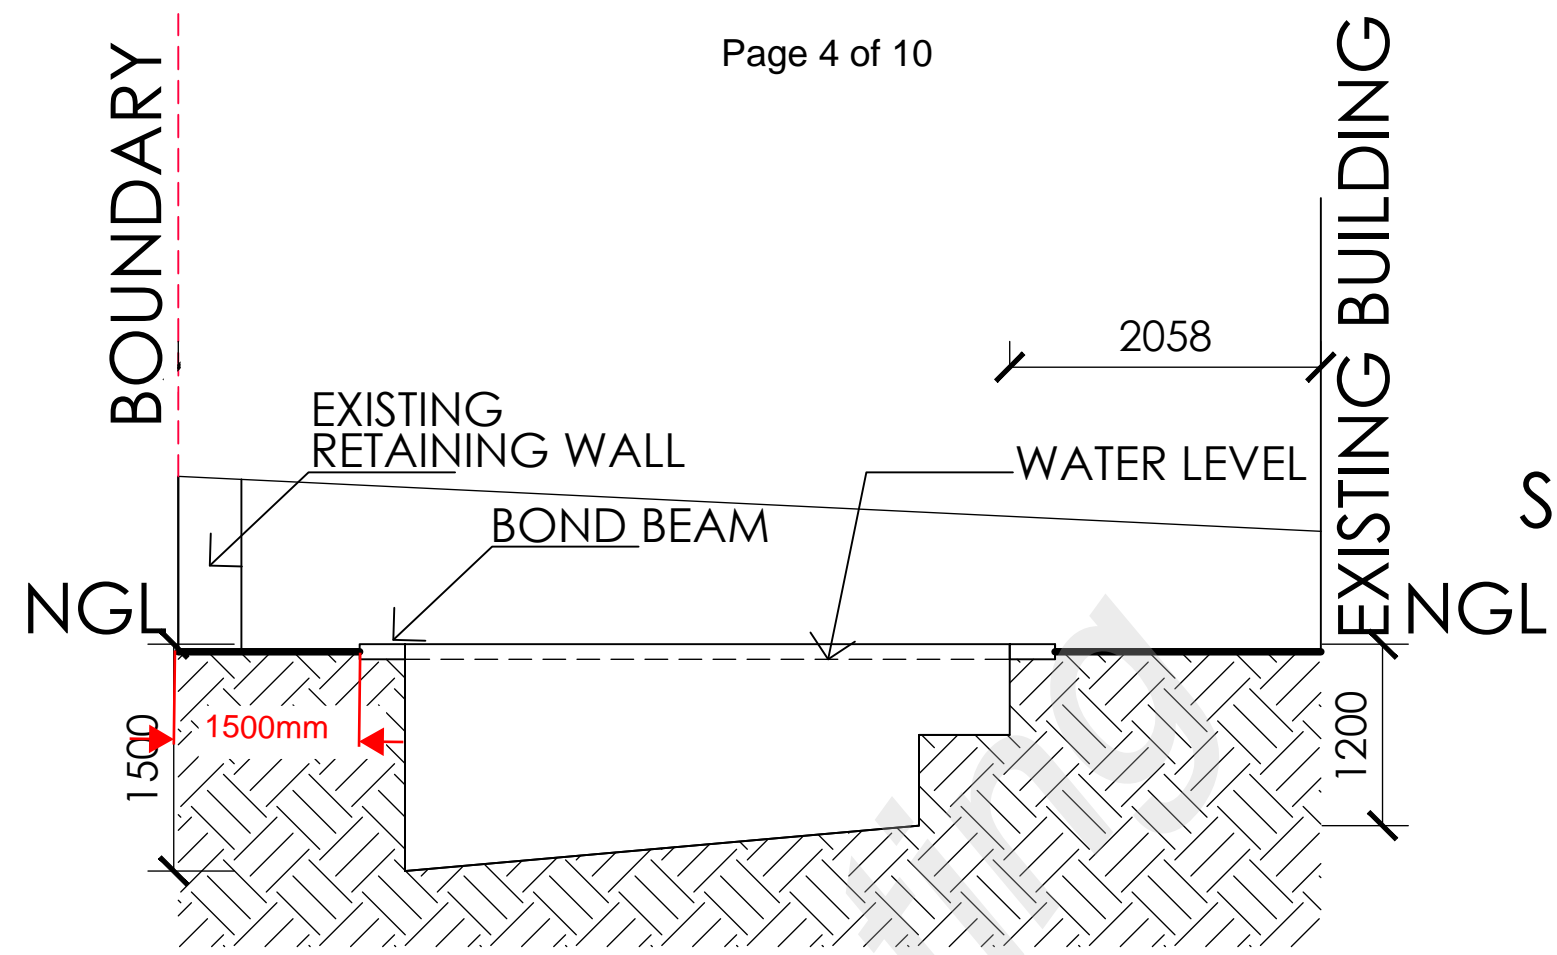 Page 4 of 10
BOUNDARY
EXISTING BUILDING
2058
EXISTING
RETAINING WALL
WATER LEVEL
BOND BEAM
S
NGL
NGL
1500mm
1500
1200